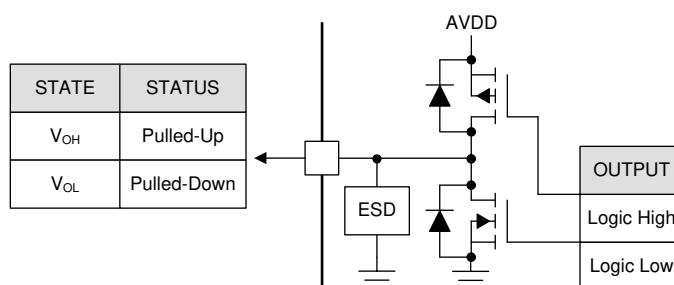 AVDD
STATE STATUS
VOH Pulled-Up
VOL Pulled-Down
ESD
OUTPUT
Logic High
Logic Low